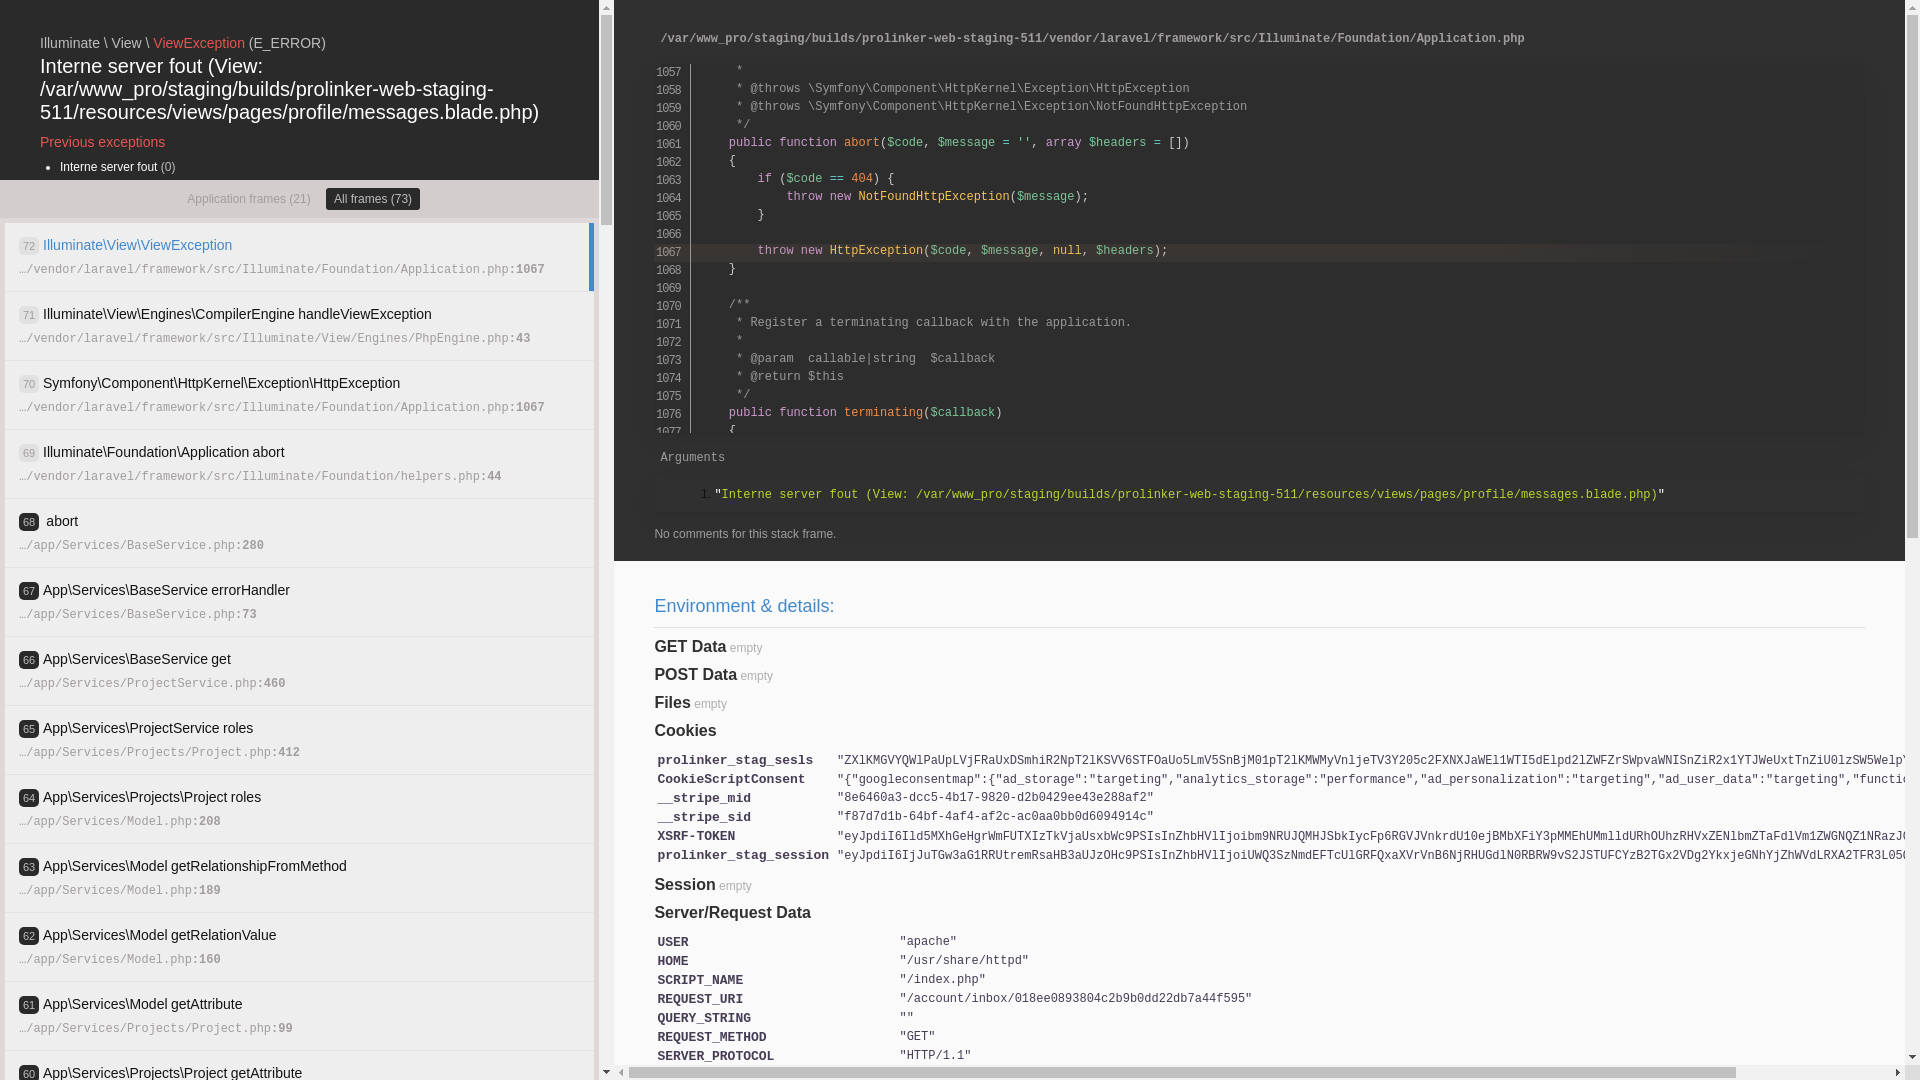 Illuminate \ View \ ViewException (E_ERROR)
Interne server fout (View:
/var/www_pro/staging/builds/prolinker-web-staging-
511/resources/views/pages/profile/messages.blade.php)
Previous exceptions
Interne server fout (0)
Application frames (21)
All frames (73)
72 Illuminate\View\ViewException
…/vendor/laravel/framework/src/Illuminate/Foundation/Application.php:1067
71 Illuminate\View\Engines\CompilerEngine handleViewException
…/vendor/laravel/framework/src/Illuminate/View/Engines/PhpEngine.php:43
70 Symfony\Component\HttpKernel\Exception\HttpException
…/vendor/laravel/framework/src/Illuminate/Foundation/Application.php:1067
69 Illuminate\Foundation\Application abort
…/vendor/laravel/framework/src/Illuminate/Foundation/helpers.php:44
68 abort
…/app/Services/BaseService.php:280
67 App\Services\BaseService errorHandler
…/app/Services/BaseService.php:73
66 App\Services\BaseService get
…/app/Services/ProjectService.php:460
65 App\Services\ProjectService roles
…/app/Services/Projects/Project.php:412
64 App\Services\Projects\Project roles
…/app/Services/Model.php:208
63 App\Services\Model getRelationshipFromMethod
…/app/Services/Model.php:189
62 App\Services\Model getRelationValue
…/app/Services/Model.php:160
61 App\Services\Model getAttribute
…/app/Services/Projects/Project.php:99
60 App\Services\Projects\Project getAttribute
/var/www_pro/staging/builds/prolinker-web-staging-511/vendor/laravel/framework/src/Illuminate/Foundation/Application.php
1057 *
1058 * @throws \Symfony\Component\HttpKernel\Exception\HttpException
1059 * @throws \Symfony\Component\HttpKernel\Exception\NotFoundHttpException
1060 */
1061 public function abort($code, $message = '', array $headers = [])
1062 {
1063 if ($code == 404) {
1064 throw new NotFoundHttpException($message);
1065 }
1066
1067 throw new HttpException($code, $message, null, $headers);
1068 }
1069
1070 /**
1071 * Register a terminating callback with the application.
1072 *
1073 * @param  callable|string  $callback
1074 * @return $this
1075 */
1076 public function terminating($callback)
1077 {
Arguments
1. "Interne server fout (View: /var/www_pro/staging/builds/prolinker-web-staging-511/resources/views/pages/profile/messages.blade.php)"
No comments for this stack frame.
Environment & details:
GET Data empty
POST Data empty
Files empty
Cookies
prolinker_stag_sesls
CookieScriptConsent "{"googleconsentmap":{"ad_storage":"targeting","analytics_storage":"performance","ad_personalization":"targeting","ad_user_data":"targeting","functio
__stripe_mid "8e6460a3-dcc5-4b17-9820-d2b0429ee43e288af2"
__stripe_sid "f87d7d1b-64bf-4af4-af2c-ac0aa0bb0d6094914c"
XSRF-TOKEN
prolinker_stag_session
Session empty
Server/Request Data
USER "apache"
HOME "/usr/share/httpd"
SCRIPT_NAME "/index.php"
REQUEST_URI "/account/inbox/018ee0893804c2b9b0dd22db7a44f595"
QUERY_STRING ""
REQUEST_METHOD "GET"
SERVER_PROTOCOL "HTTP/1.1"